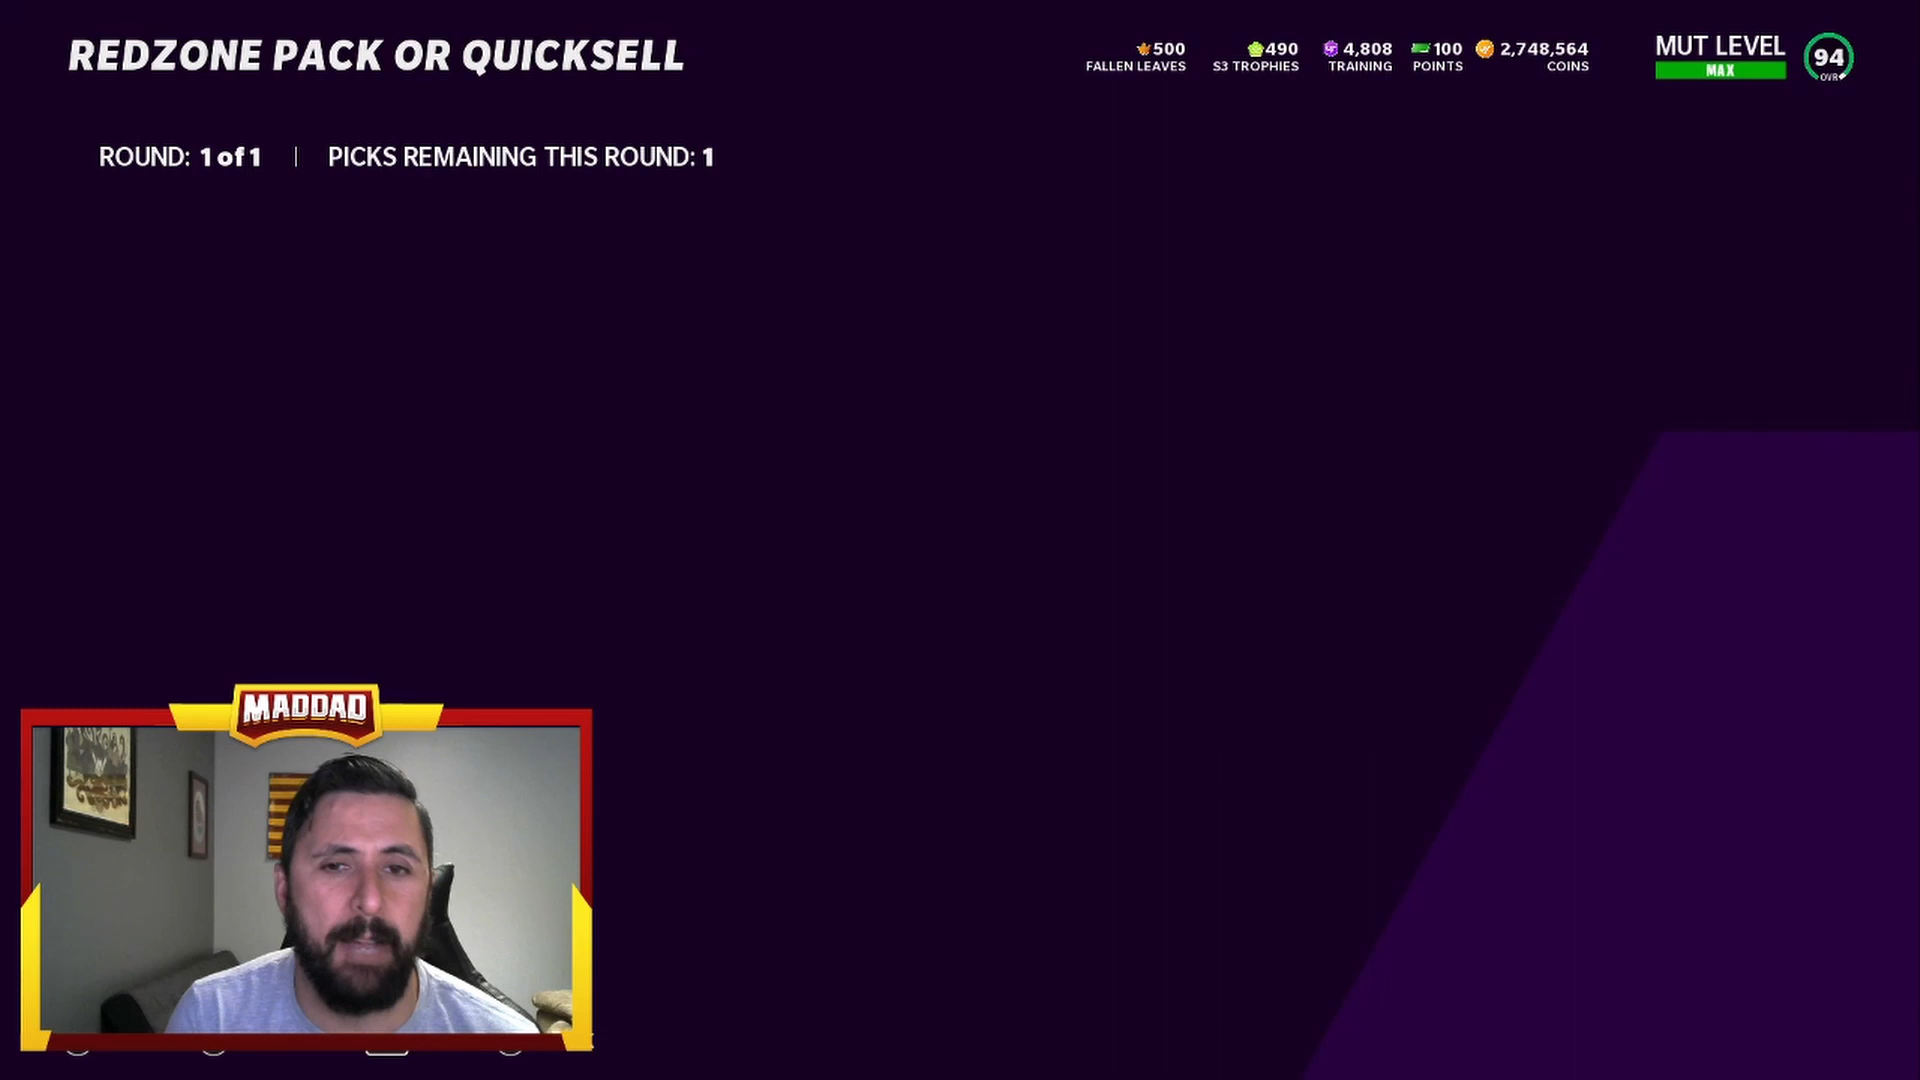 REDZONE PACK OR QUICKSELL
500
FALLEN LEAVES
490
S3 TROPHIES
4,808
TRAINING
100
POINTS
2,748,564
COINS
MUT LEVEL
MAX
94
OVR
ROUND: 1 of 1 | PICKS REMAINING THIS ROUND: 1
MADDAD